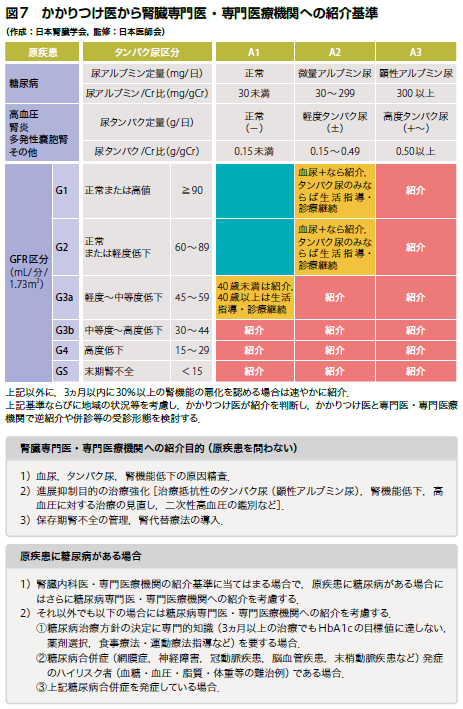 図7 かかりつけ医から腎臓専門医・専門医療機関への紹介基準
(作成:日本腎臓学会,監修:日本医師会)
原疾患 タンパク尿区分 A1 A2 A3
糖尿病 尿アルブミン定量(mg/日) 正常 微量アルブミン尿 顕性アルブミン尿
尿アルブミン/Cr比(mg/gCr) 30未満 30〜299 300以上
高血圧
腎炎
多発性嚢胞腎
その他
尿タンパク定量(g/日) 正常 軽度タンパク尿 高度タンパク尿
(−) (±) (+〜)
尿タンパク/Cr比(g/gCr) 0.15未満 0.15〜0.49 0.50以上
GFR区分
(mL/分/
1.73m²)
G1 正常または高値 ≧90 血尿+なら紹介,
タンパク尿のみな
らば生活指導・
診療継続
紹介
G2 正常
または軽度低下
60〜89 血尿+なら紹介,
タンパク尿のみな
らば生活指導・
診療継続
紹介
G3a 軽度〜中等度低下 45〜59 40歳未満は紹介,
40歳以上は生活
指導・診療継続
紹介 紹介
G3b 中等度〜高度低下 30〜44 紹介 紹介 紹介
G4 高度低下 15〜29 紹介 紹介 紹介
G5 末期腎不全 <15 紹介 紹介 紹介
上記以外に,3ヵ月以内に30%以上の腎機能の悪化を認める場合は速やかに紹介.
上記基準ならびに地域の状況等を考慮し,かかりつけ医が紹介を判断し,かかりつけ医と専門医・専門医療機
関で逆紹介や併診等の受診形態を検討する.
腎臓専門医・専門医療機関への紹介目的(原疾患を問わない)
1)血尿,タンパク尿,腎機能低下の原因精査.
2)進展抑制目的の治療強化[治療抵抗性のタンパク尿(顕性アルブミン尿),腎機能低下,高
血圧に対する治療の見直し,二次性高血圧の鑑別など].
3)保存期腎不全の管理,腎代替療法の導入.
原疾患に糖尿病がある場合
1)腎臓内科医・専門医療機関の紹介基準に当てはまる場合で,原疾患に糖尿病がある場合に
はさらに糖尿病専門医・専門医療機関への紹介を考慮する.
2)それ以外でも以下の場合には糖尿病専門医・専門医療機関への紹介を考慮する.
①糖尿病治療方針の決定に専門的知識(3ヵ月以上の治療でもHbA1cの目標値に達しない,
薬剤選択,食事療法・運動療法指導など)を要する場合.
②糖尿病合併症(網膜症,神経障害,冠動脈疾患,脳血管疾患,末梢動脈疾患など)発症
のハイリスク者(血糖・血圧・脂質・体重等の難治例)である場合.
③上記糖尿病合併症を発症している場合.